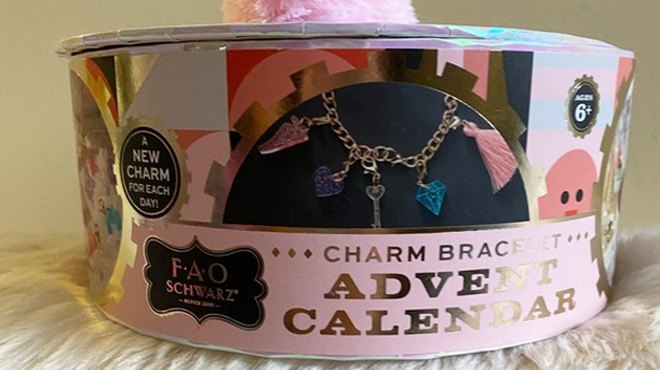 AGES
6+
A
NEW
CHARM
FOR EACH
DAY!
F·A·O
SCHWARZ®
CHARM BRACELET
ADVENT
CALENDAR